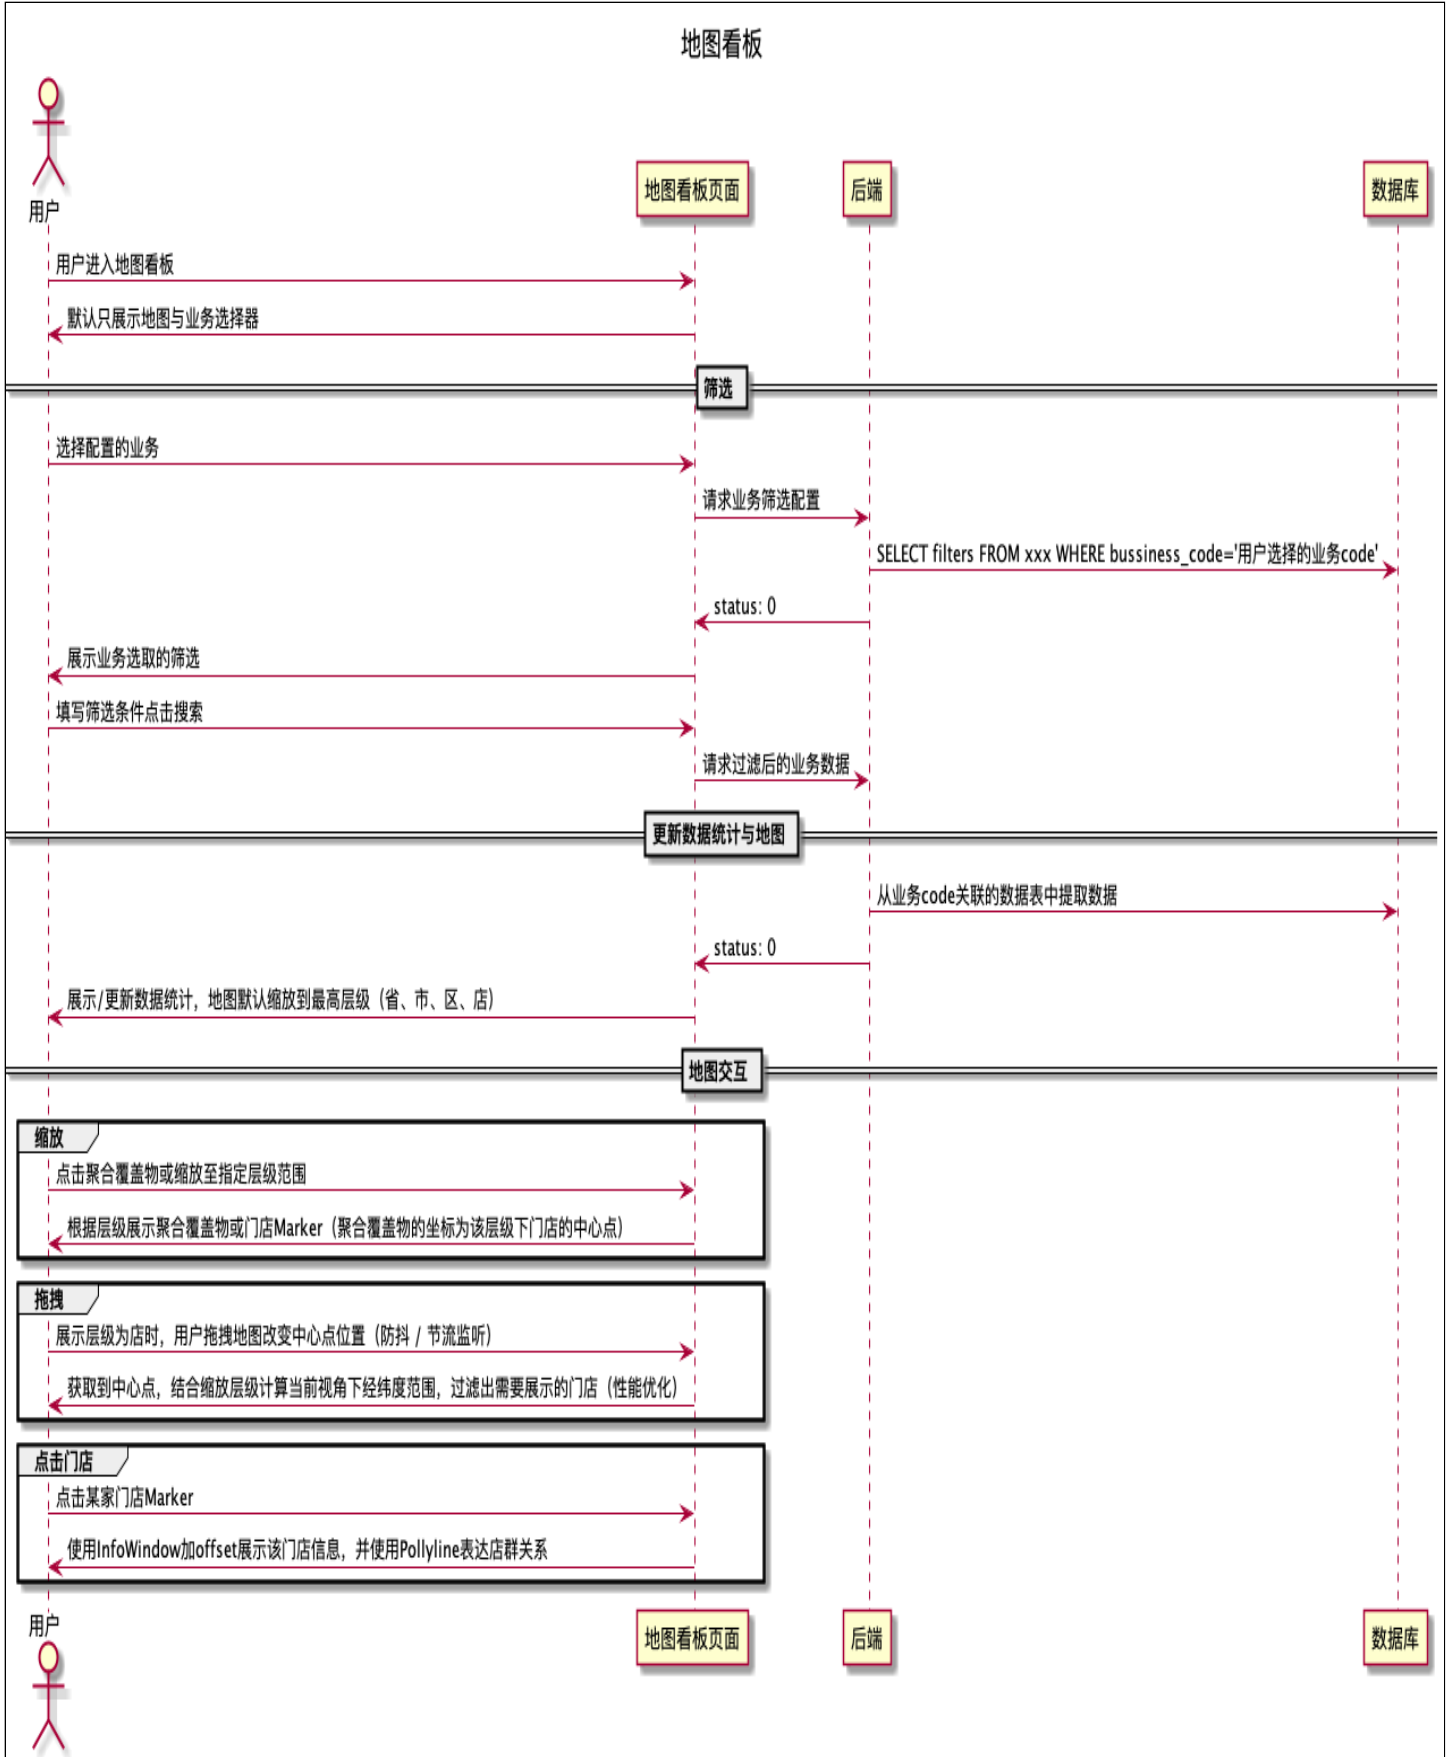 地图看板
用户
地图看板页面
后端
数据库
用户进入地图看板
默认只展示地图与业务选择器
筛选
选择配置的业务
请求业务筛选配置
SELECT filters FROM xxx WHERE bussiness_code='用户选择的业务code'
status: 0
展示业务选取的筛选
填写筛选条件点击搜索
请求过滤后的业务数据
更新数据统计与地图
从业务code关联的数据表中提取数据
status: 0
展示/更新数据统计，地图默认缩放到最高层级（省、市、区、店）
地图交互
缩放
点击聚合覆盖物或缩放至指定层级范围
根据层级展示聚合覆盖物或门店Marker（聚合覆盖物的坐标为该层级下门店的中心点）
拖拽
展示层级为店时，用户拖拽地图改变中心点位置（防抖 / 节流监听）
获取到中心点，结合缩放层级计算当前视角下经纬度范围，过滤出需要展示的门店（性能优化）
点击门店
点击某家门店Marker
使用InfoWindow加offset展示该门店信息，并使用Pollyline表达店群关系
用户
地图看板页面
后端
数据库